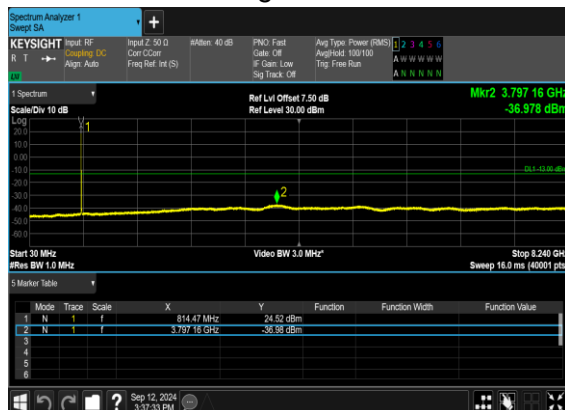 Spectrum Analyzer 1
Swept SA
+
KEYSIGHT Input: RF Input Z: 50 Ω #Atten: 40 dB PNO: Fast Avg Type: Power (RMS) 1 2 3 4 5 6
R T Coupling: DC Corr CCorr Gate: Off Avg|Hold: 100/100 A W W W W W
Align: Auto Freq Ref: Int (S) IF Gain: Low Trig: Free Run
Sig Track: Off A N N N N N
1 Spectrum Ref Lvl Offset 7.50 dB Mkr2 3.797 16 GHz
Scale/Div 10 dB Ref Level 30.00 dBm -36.978 dBm
Log
1
20.0
10.0
0.00
-10.0 DL1 -13.00 dBm
-20.0
-30.0 2
-40.0
-50.0
-60.0
Start 30 MHz Video BW 3.0 MHz* Stop 8.240 GHz
#Res BW 1.0 MHz Sweep 16.0 ms (40001 pts)
5 Marker Table
Mode Trace Scale X Y Function Function Width Function Value
1 N 1 f 814.47 MHz 24.52 dBm
2 N 1 f 3.797 16 GHz -36.98 dBm
3
4
5
6
? Sep 12, 2024
3:37:33 PM